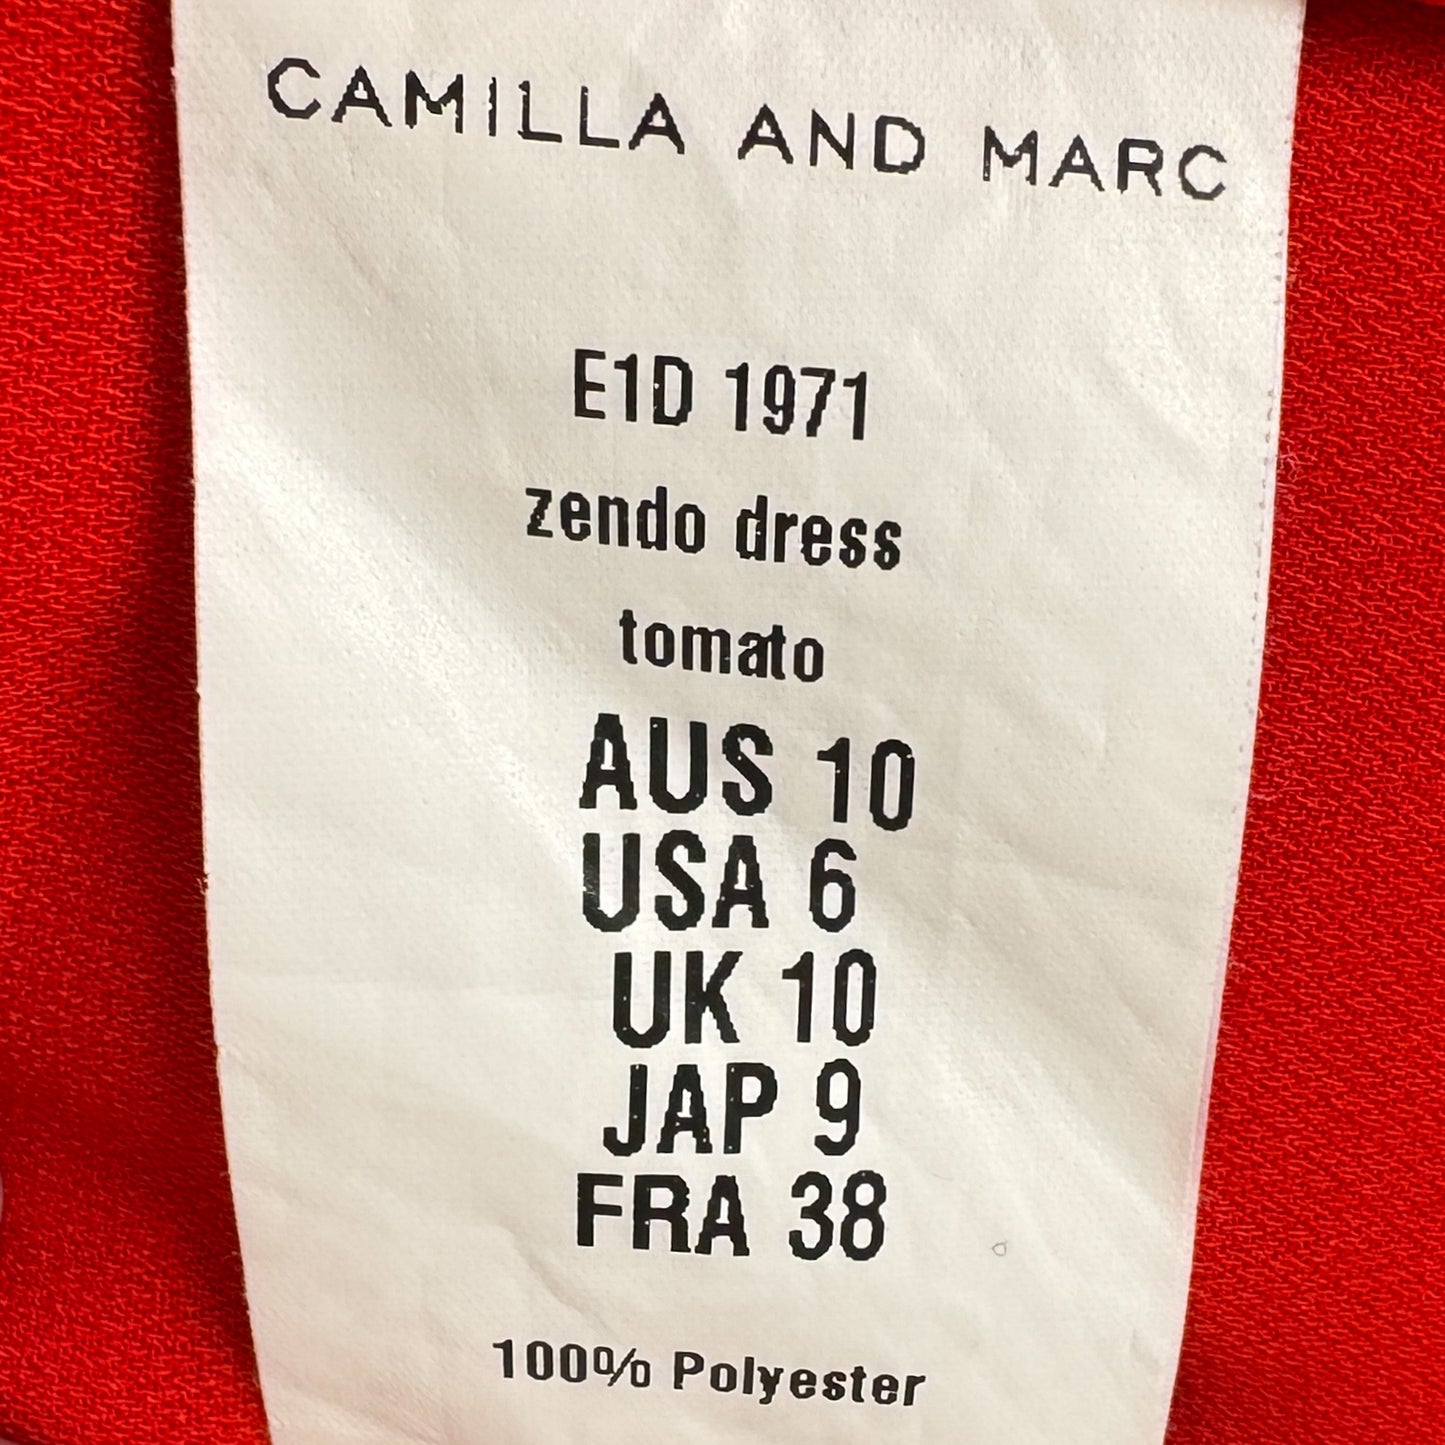 CAMILLA AND MARC
E1D 1971
zendo dress
tomato
AUS 10
USA 6
UK 10
JAP 9
FRA 38
100% Polyester